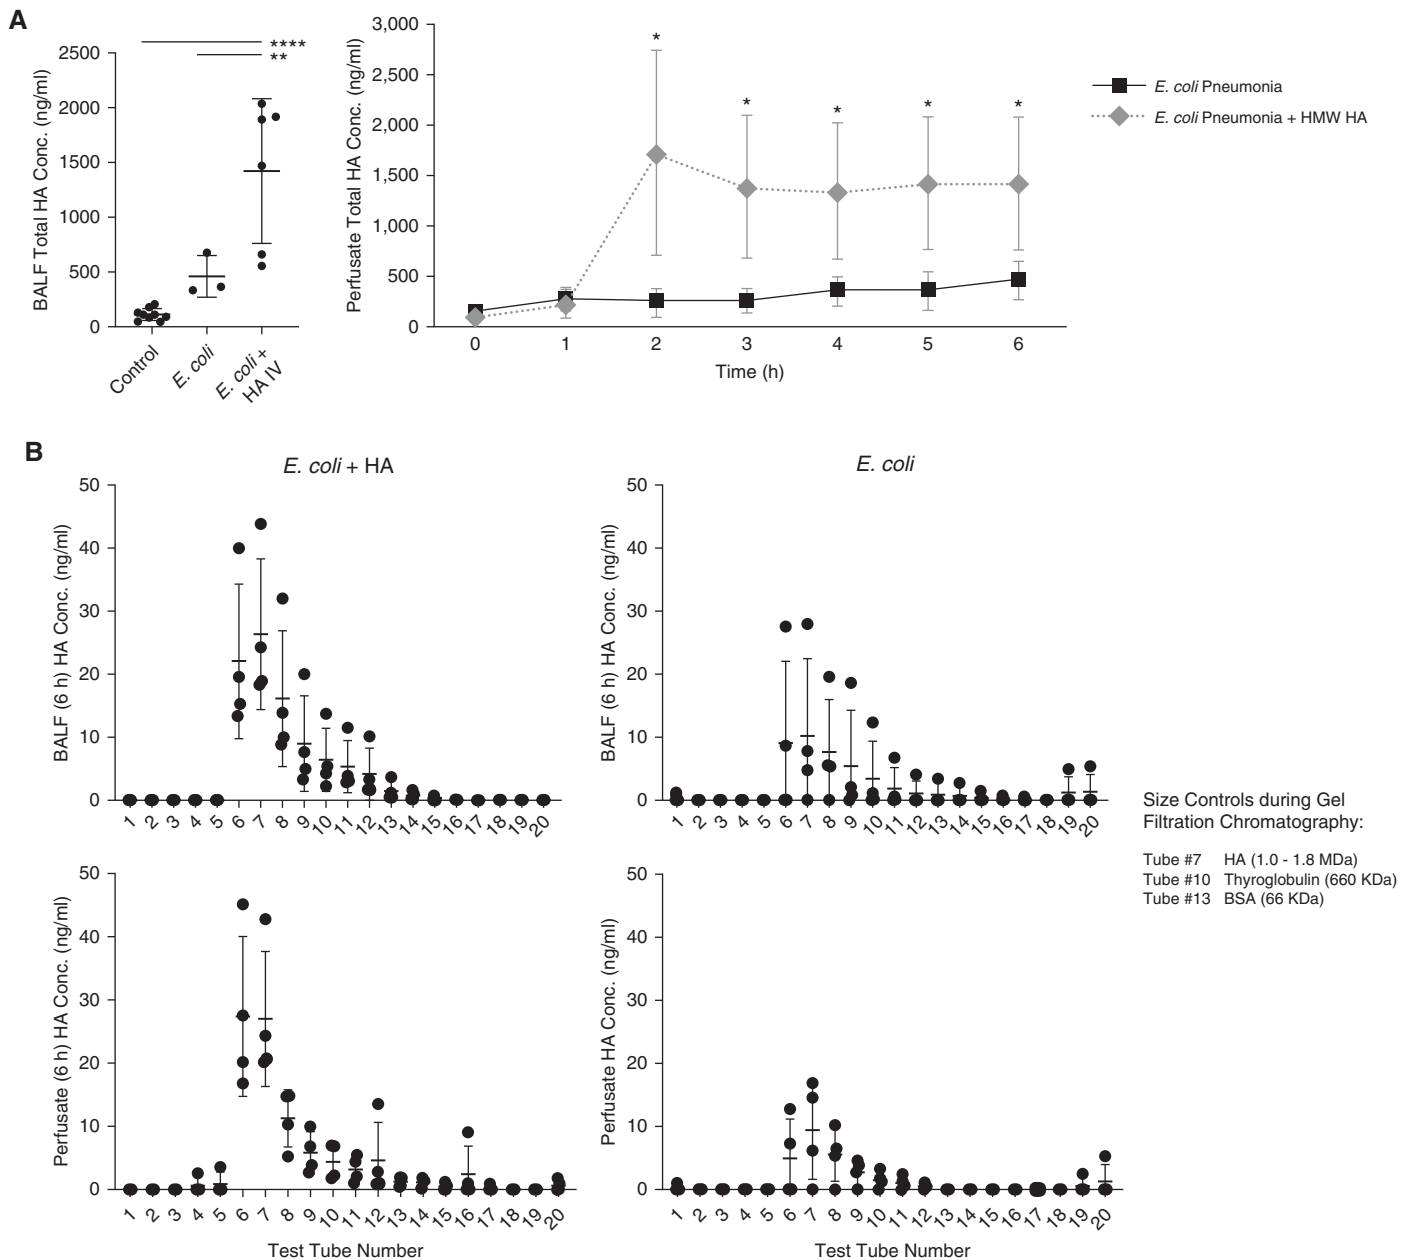 A
****
**
2500
2000
1500
1000
500
0
BALF Total HA Conc. (ng/ml)
Control
E. coli
E. coli +
HA IV
3,000
2,500
2,000
1,500
1,000
500
0
Perfusate Total HA Conc. (ng/ml)
* * * * *
0 1 2 3 4 5 6
Time (h)
E. coli Pneumonia
E. coli Pneumonia + HMW HA
B
E. coli + HA
50
40
30
20
10
0
BALF (6 h) HA Conc. (ng/ml)
1 2 3 4 5 6 7 8 9 10 11 12 13 14 15 16 17 18 19 20
E. coli
50
40
30
20
10
0
BALF (6 h) HA Conc. (ng/ml)
1 2 3 4 5 6 7 8 9 10 11 12 13 14 15 16 17 18 19 20
Size Controls during Gel
Filtration Chromatography:
Tube #7 HA (1.0 - 1.8 MDa)
Tube #10 Thyroglobulin (660 KDa)
Tube #13 BSA (66 KDa)
50
40
30
20
10
0
Perfusate (6 h) HA Conc. (ng/ml)
1 2 3 4 5 6 7 8 9 10 11 12 13 14 15 16 17 18 19 20
Test Tube Number
50
40
30
20
10
0
Perfusate HA Conc. (ng/ml)
1 2 3 4 5 6 7 8 9 10 11 12 13 14 15 16 17 18 19 20
Test Tube Number